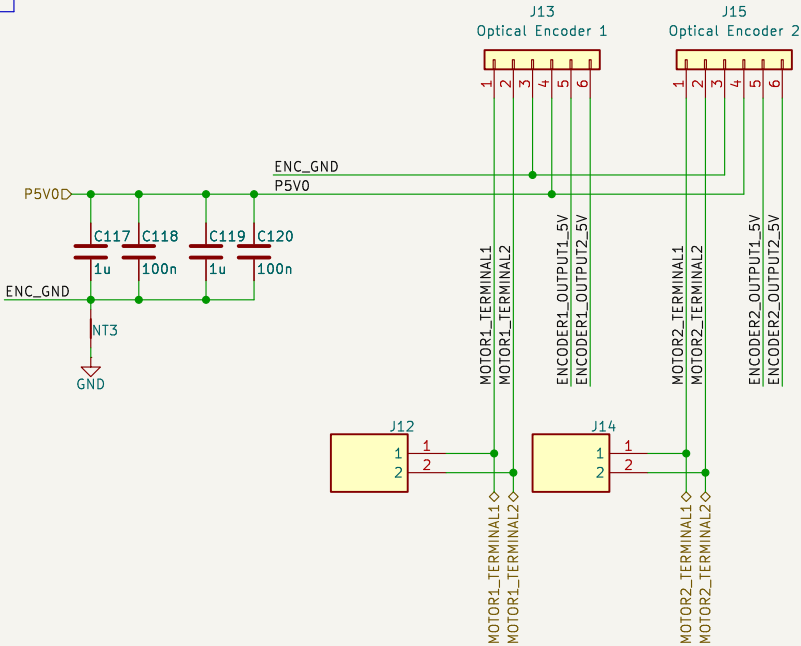 J13
Optical Encoder 1
1
2
3
4
5
6
J15
Optical Encoder 2
1
2
3
4
5
6
ENC_GND
P5V0
P5V0
C117
1u
C118
100n
C119
1u
C120
100n
ENC_GND
NT3
GND
MOTOR1_TERMINAL1
MOTOR1_TERMINAL2
ENCODER1_OUTPUT1_5V
ENCODER1_OUTPUT2_5V
MOTOR2_TERMINAL1
MOTOR2_TERMINAL2
ENCODER2_OUTPUT1_5V
ENCODER2_OUTPUT2_5V
J12
1 1
2 2
J14
1 1
2 2
MOTOR1_TERMINAL1
MOTOR1_TERMINAL2
MOTOR2_TERMINAL1
MOTOR2_TERMINAL2